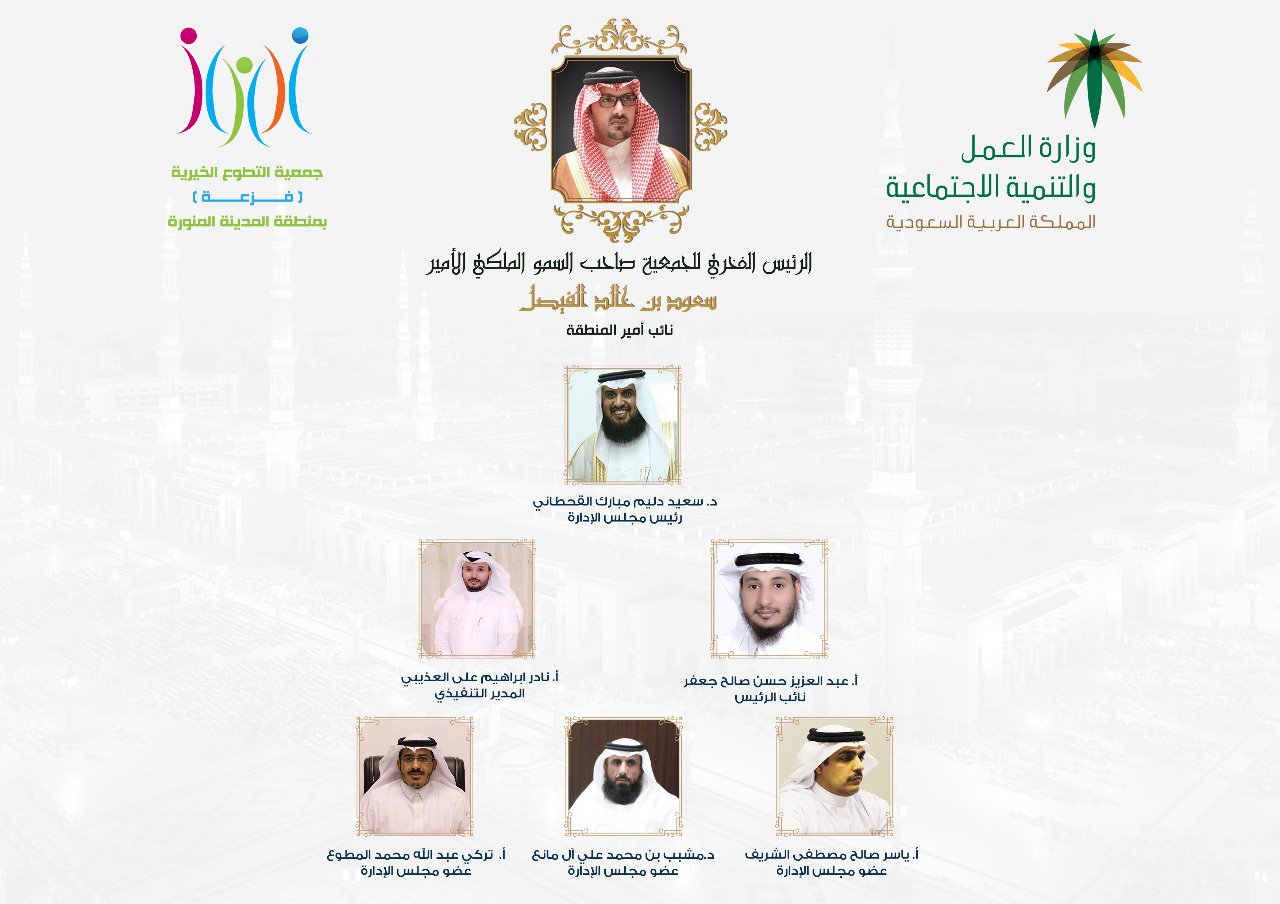 وزارة العمل
والتنمية الاجتماعية
المملكة العربية السعودية
جمعية التطوع الخيرية
( فـــزعـــة )
بمنطقة المدينة المنورة
الرئيس الفخري للجمعية صاحب السمو الملكي الأمير
سعود بن خالد الفيصل
نائب أمير المنطقة
د. سعيد دليم مبارك القحطاني
رئيس مجلس الإدارة
أ. عبد العزيز حسن صالح جعفر
نائب الرئيس
أ. نادر ابراهيم على العذيبي
المدير التنفيذي
أ. ياسر صالح مصطفى الشريف
عضو مجلس الإدارة
د.مشبب بن محمد علي آل مانع
عضو مجلس الإدارة
أ. تركي عبد الله محمد المطوع
عضو مجلس الإدارة